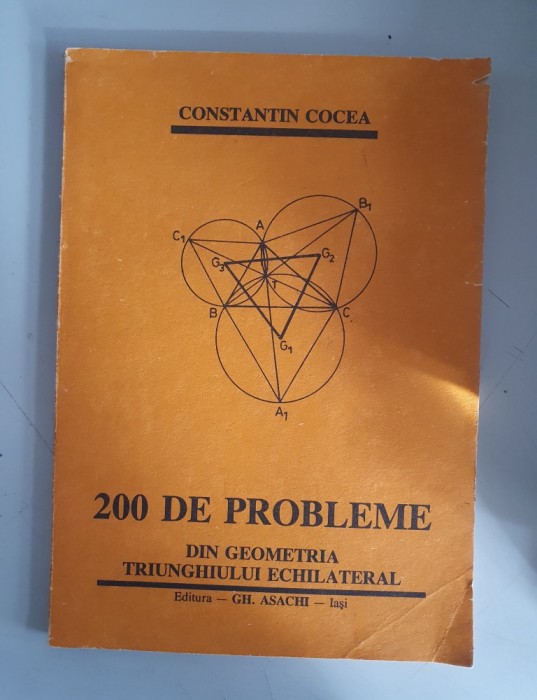 CONSTANTIN COCEA
B₁
A
C₁
G₂
G₃
T
B
C
G₁
A₁
200 DE PROBLEME
DIN GEOMETRIA
TRIUNGHIULUI ECHILATERAL
Editura — GH. ASACHI — Iaşi